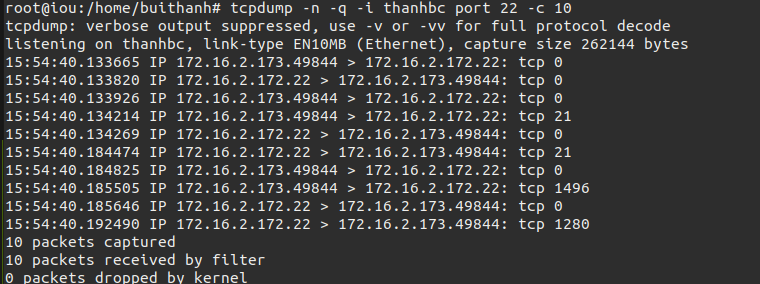 root@iou:/home/buithanh# tcpdump -n -q -i thanhbc port 22 -c 10
tcpdump: verbose output suppressed, use -v or -vv for full protocol decode
listening on thanhbc, link-type EN10MB (Ethernet), capture size 262144 bytes
15:54:40.133665 IP 172.16.2.173.49844 > 172.16.2.172.22: tcp 0
15:54:40.133820 IP 172.16.2.172.22 > 172.16.2.173.49844: tcp 0
15:54:40.133926 IP 172.16.2.173.49844 > 172.16.2.172.22: tcp 0
15:54:40.134214 IP 172.16.2.173.49844 > 172.16.2.172.22: tcp 21
15:54:40.134269 IP 172.16.2.172.22 > 172.16.2.173.49844: tcp 0
15:54:40.184474 IP 172.16.2.172.22 > 172.16.2.173.49844: tcp 21
15:54:40.184825 IP 172.16.2.173.49844 > 172.16.2.172.22: tcp 0
15:54:40.185505 IP 172.16.2.173.49844 > 172.16.2.172.22: tcp 1496
15:54:40.185646 IP 172.16.2.172.22 > 172.16.2.173.49844: tcp 0
15:54:40.192490 IP 172.16.2.172.22 > 172.16.2.173.49844: tcp 1280
10 packets captured
10 packets received by filter
0 packets dropped by kernel